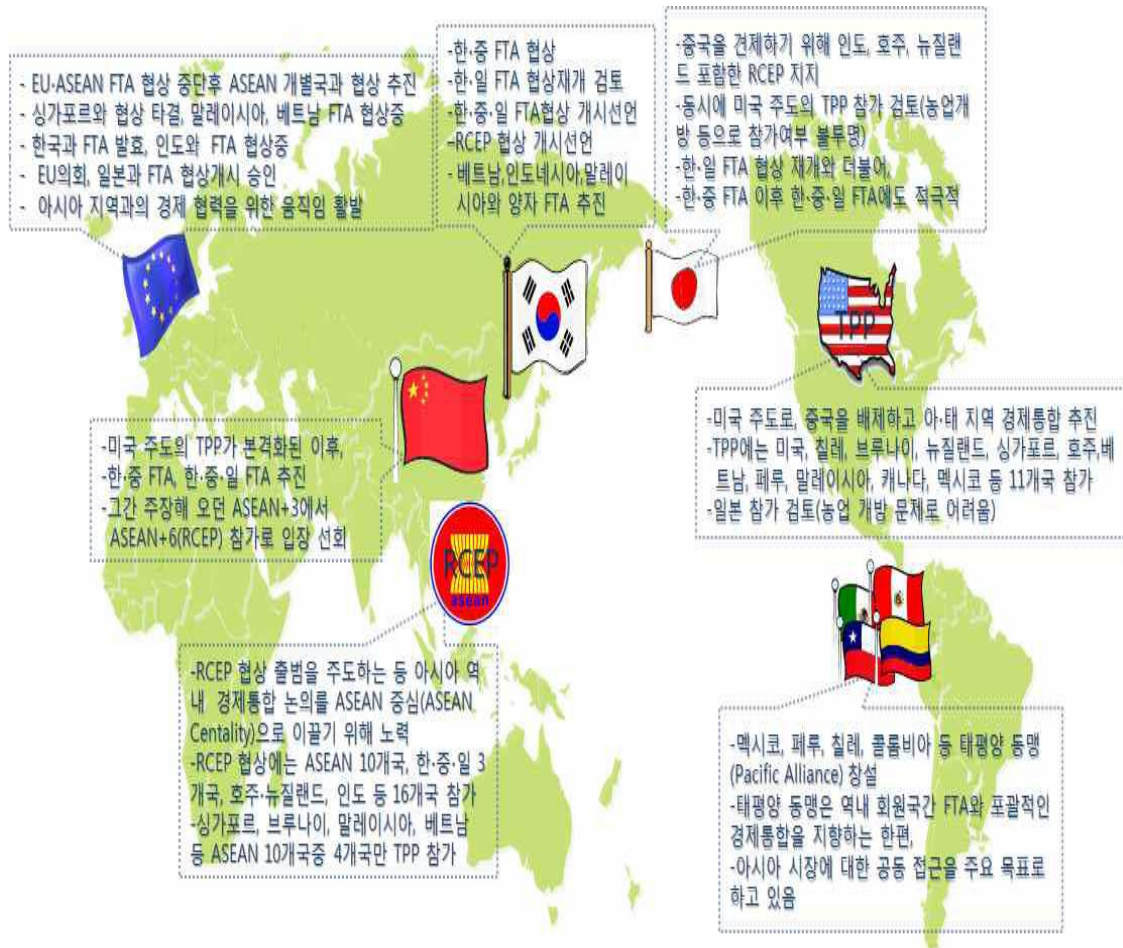 - EU·ASEAN FTA 협상 중단후 ASEAN 개별국과 협상 추진
- 싱가포르와 협상 타결, 말레이시아, 베트남 FTA 협상중
- 한국과 FTA 발효, 인도와 FTA 협상중
- EU의회, 일본과 FTA 협상개시 승인
- 아시아 지역과의 경제 협력을 위한 움직임 활발
-한·중 FTA 협상
-한·일 FTA 협상재개 검토
-한·중·일 FTA협상 개시선언
-RCEP 협상 개시선언
-베트남,인도네시아,말레이
시아와 양자 FTA 추진
-중국을 견제하기 위해 인도, 호주, 뉴질랜
드 포함한 RCEP 지지
-동시에 미국 주도의 TPP 참가 검토(농업개
방 등으로 참가여부 불투명)
-한·일 FTA 협상 재개와 더불어,
-한·중 FTA 이후 한·중·일 FTA에도 적극적
TPP
-미국 주도의 TPP가 본격화된 이후,
-한·중 FTA, 한·중·일 FTA 추진
-그간 주장해 오던 ASEAN+3에서
ASEAN+6(RCEP) 참가로 입장 선회
-미국 주도로, 중국을 배제하고 아·태 지역 경제통합 추진
-TPP에는 미국, 칠레, 브루나이, 뉴질랜드, 싱가포르, 호주,베
트남, 페루, 말레이시아, 캐나다, 멕시코 등 11개국 참가
-일본 참가 검토(농업 개방 문제로 어려움)
RCEP
asean
-RCEP 협상 출범을 주도하는 등 아시아 역
내 경제통합 논의를 ASEAN 중심(ASEAN
Centality)으로 이끌기 위해 노력
-RCEP 협상에는 ASEAN 10개국, 한·중·일 3
개국, 호주·뉴질랜드, 인도 등 16개국 참가
-싱가포르, 브루나이, 말레이시아, 베트남
등 ASEAN 10개국중 4개국만 TPP 참가
-멕시코, 페루, 칠레, 콜롬비아 등 태평양 동맹
(Pacific Alliance) 창설
-태평양 동맹은 역내 회원국간 FTA와 포괄적인
경제통합을 지향하는 한편,
-아시아 시장에 대한 공동 접근을 주요 목표로
하고 있음